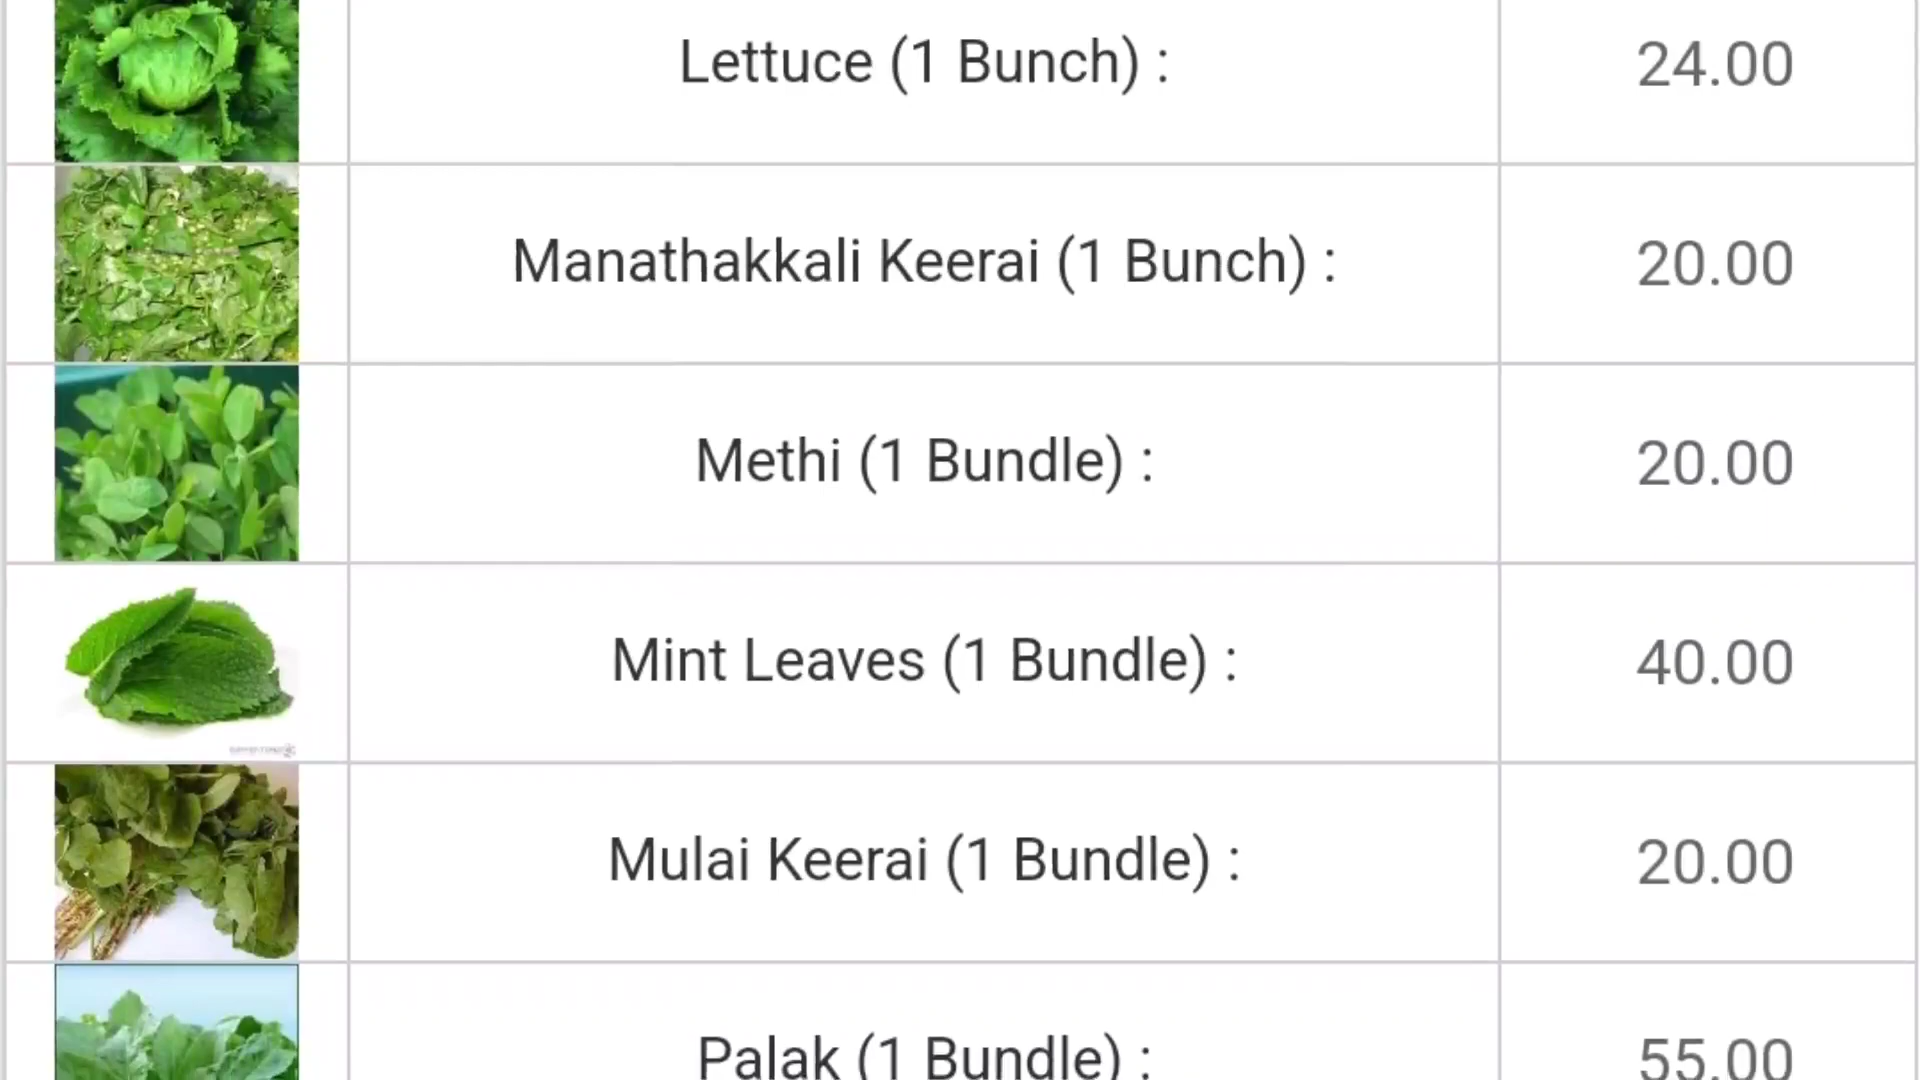 Lettuce (1 Bunch) : 24.00
Manathakkali Keerai (1 Bunch) : 20.00
Methi (1 Bundle) : 20.00
Mint Leaves (1 Bundle) : 40.00
Mulai Keerai (1 Bundle) : 20.00
Palak (1 Bundle) : 55.00